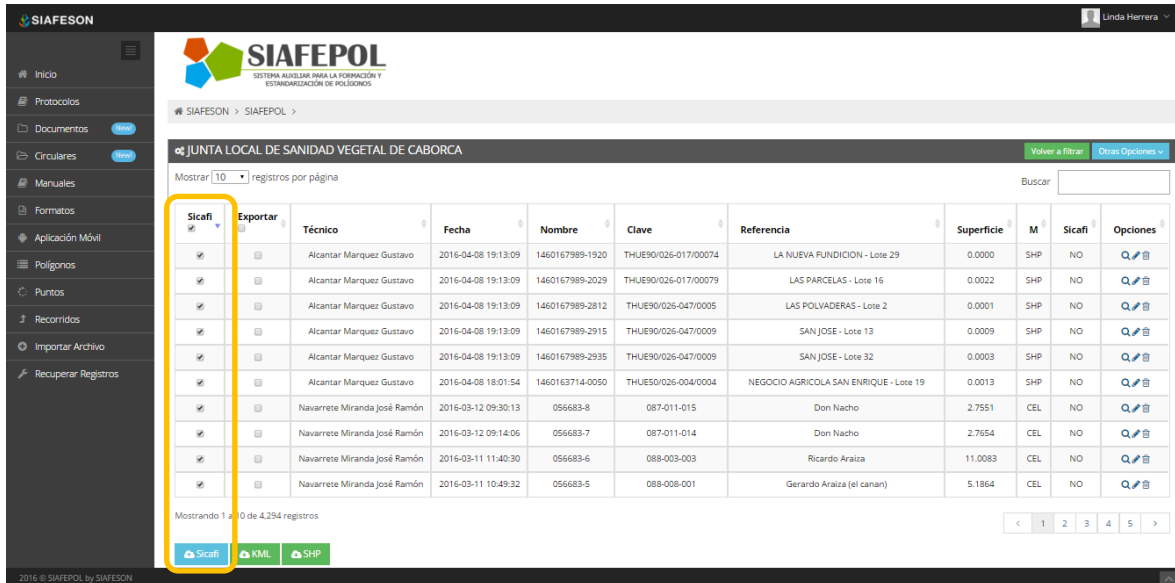 SIAFESON
Linda Herrera
Inicio
Protocolos
Documentos New!
Circulares New!
Manuales
Formatos
Aplicación Móvil
Polígonos
Puntos
Recorridos
Importar Archivo
Recuperar Registros
SIAFEPOL
SISTEMA AUXILIAR PARA LA FORMACIÓN Y
ESTANDARIZACIÓN DE POLÍGONOS
SIAFESON > SIAFEPOL >
JUNTA LOCAL DE SANIDAD VEGETAL DE CABORCA Volver a filtrar Otras Opciones
Mostrar 10 registros por página Buscar
Sicafi Exportar Técnico Fecha Nombre Clave Referencia Superficie M Sicafi Opciones
Alcantar Marquez Gustavo 2016-04-08 19:13:09 1460167989-1920 THUE90/026-017/00074 LA NUEVA FUNDICION - Lote 29 0.0000 SHP NO
Alcantar Marquez Gustavo 2016-04-08 19:13:09 1460167989-2029 THUE90/026-017/00079 LAS PARCELAS - Lote 16 0.0022 SHP NO
Alcantar Marquez Gustavo 2016-04-08 19:13:09 1460167989-2812 THUE90/026-047/0005 LAS POLVADERAS - Lote 2 0.0001 SHP NO
Alcantar Marquez Gustavo 2016-04-08 19:13:09 1460167989-2915 THUE90/026-047/0009 SAN JOSE - Lote 13 0.0009 SHP NO
Alcantar Marquez Gustavo 2016-04-08 19:13:09 1460167989-2935 THUE90/026-047/0009 SAN JOSE - Lote 32 0.0003 SHP NO
Alcantar Marquez Gustavo 2016-04-08 18:01:54 1460163714-0050 THUE50/026-004/0004 NEGOCIO AGRICOLA SAN ENRIQUE - Lote 19 0.0013 SHP NO
Navarrete Miranda José Ramón 2016-03-12 09:30:13 056683-8 087-011-015 Don Nacho 2.7551 CEL NO
Navarrete Miranda José Ramón 2016-03-12 09:14:06 056683-7 087-011-014 Don Nacho 2.7654 CEL NO
Navarrete Miranda José Ramón 2016-03-11 11:40:30 056683-6 088-003-003 Ricardo Araiza 11.0083 CEL NO
Navarrete Miranda José Ramón 2016-03-11 10:49:32 056683-5 088-008-001 Gerardo Araiza (el canan) 5.1864 CEL NO
Mostrando 1 a 10 de 4,294 registros < 1 2 3 4 5 >
Sicafi KML SHP
2016 © SIAFEPOL by SIAFESON